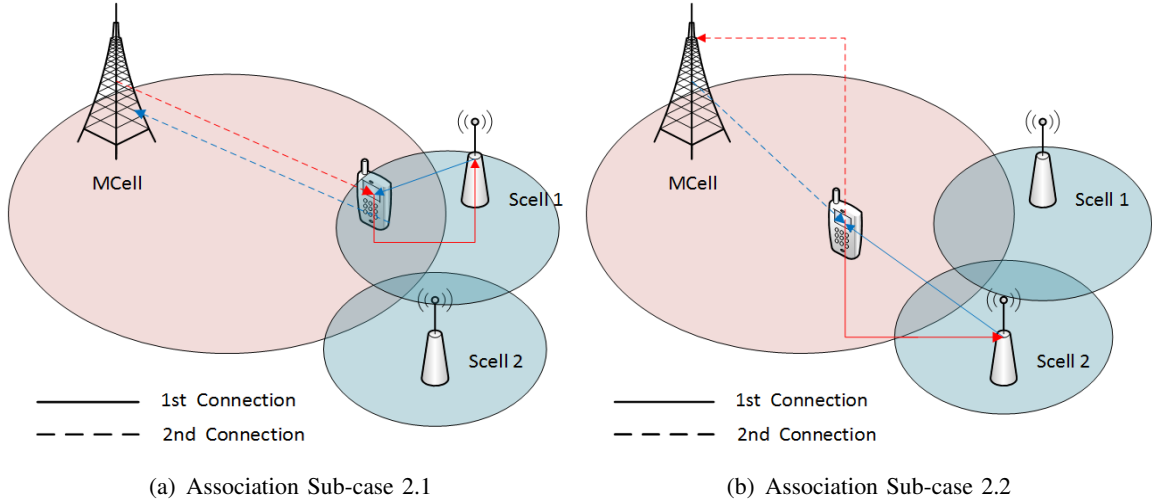 MCell
Scell 1
Scell 2
1st Connection
2nd Connection
(a) Association Sub-case 2.1
MCell
Scell 1
Scell 2
1st Connection
2nd Connection
(b) Association Sub-case 2.2